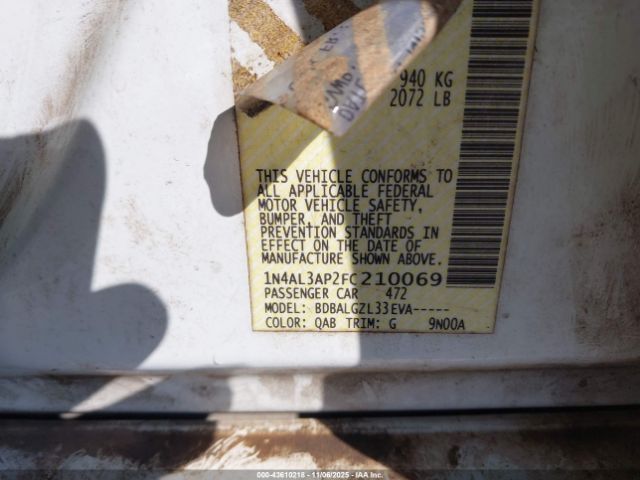 940 KG
2072 LB
THIS VEHICLE CONFORMS TO
ALL APPLICABLE FEDERAL
MOTOR VEHICLE SAFETY,
BUMPER, AND THEFT
PREVENTION STANDARDS IN
EFFECT ON THE DATE OF
MANUFACTURE SHOWN ABOVE.
1N4AL3AP2FC210069
PASSENGER CAR 472
MODEL: BDBALGZL33EVA-----
COLOR: QAB TRIM: G 9N00A
000-43610218 - 11/06/2025 - IAAI.com